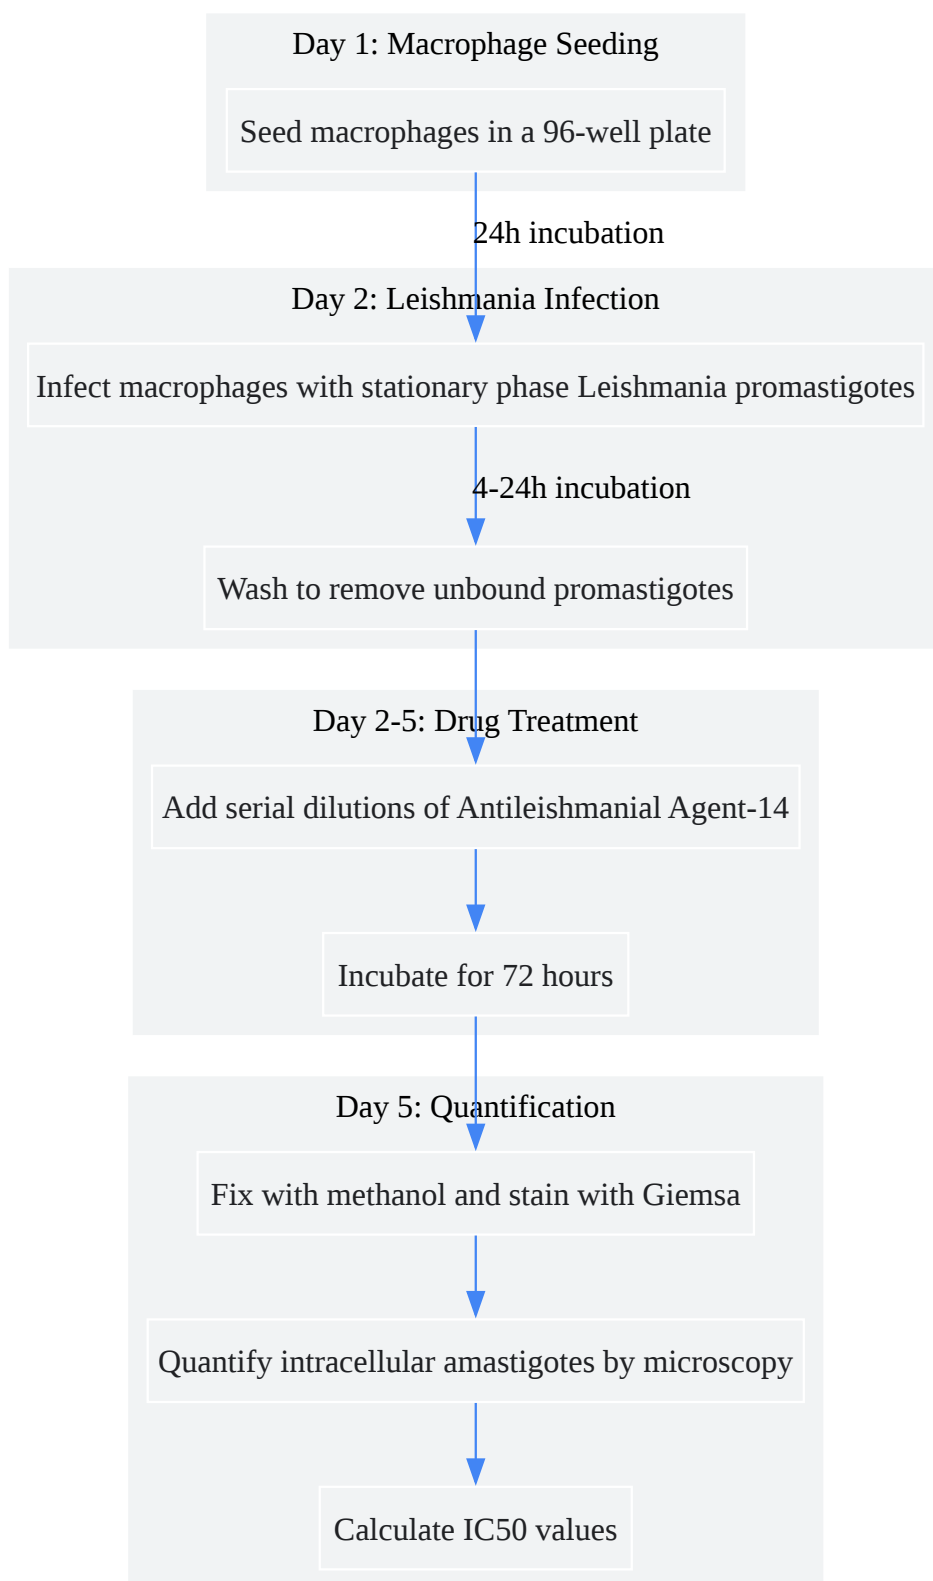 Day 1: Macrophage Seeding
Seed macrophages in a 96-well plate
24h incubation
Day 2: Leishmania Infection
Infect macrophages with stationary phase Leishmania promastigotes
4-24h incubation
Wash to remove unbound promastigotes
Day 2-5: Drug Treatment
Add serial dilutions of Antileishmanial Agent-14
Incubate for 72 hours
Day 5: Quantification
Fix with methanol and stain with Giemsa
Quantify intracellular amastigotes by microscopy
Calculate IC50 values